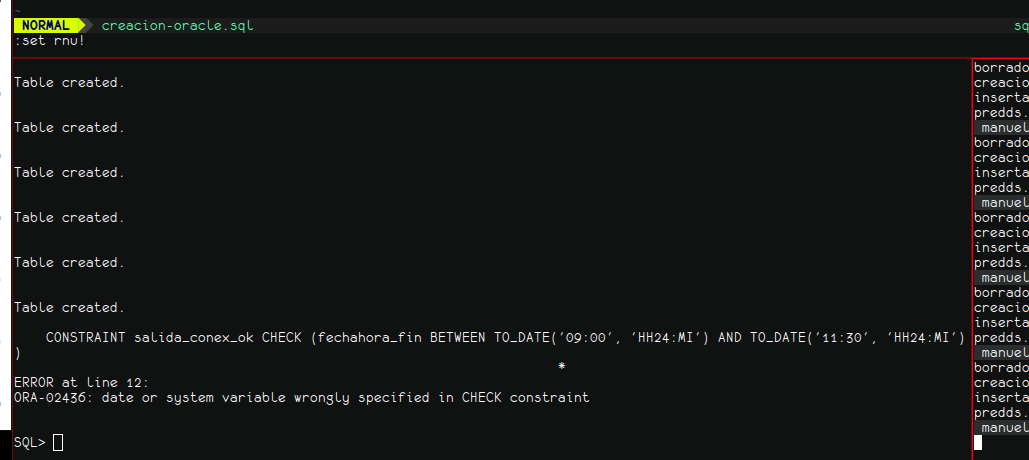 ~
NORMAL creacion-oracle.sql sq
:set rnu!
Table created.
Table created.
Table created.
Table created.
Table created.
Table created.
CONSTRAINT salida_conex_ok CHECK (fechahora_fin BETWEEN TO_DATE('09:00', 'HH24:MI') AND TO_DATE('11:30', 'HH24:MI')
)
*
ERROR at line 12:
ORA-02436: date or system variable wrongly specified in CHECK constraint
SQL>
borrado
creacio
inserta
predds.
manuel
borrado
creacio
inserta
predds.
manuel
borrado
creacio
inserta
predds.
manuel
borrado
creacio
inserta
predds.
manuel
borrado
creacio
inserta
predds.
manuel